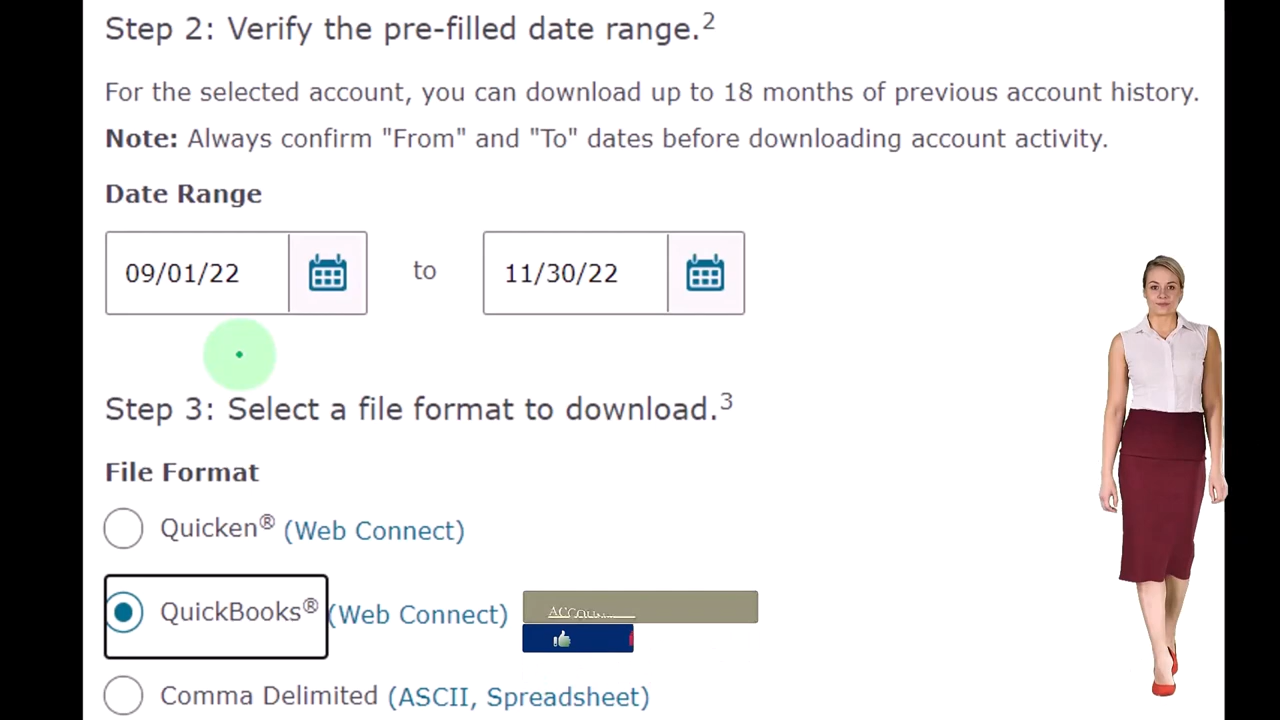 Step 2: Verify the pre-filled date range.2
For the selected account, you can download up to 18 months of previous account history.
Note: Always confirm "From" and "To" dates before downloading account activity.
Date Range
09/01/22 to 11/30/22
Step 3: Select a file format to download.3
File Format
Quicken® (Web Connect)
QuickBooks® (Web Connect)
Comma Delimited (ASCII, Spreadsheet)